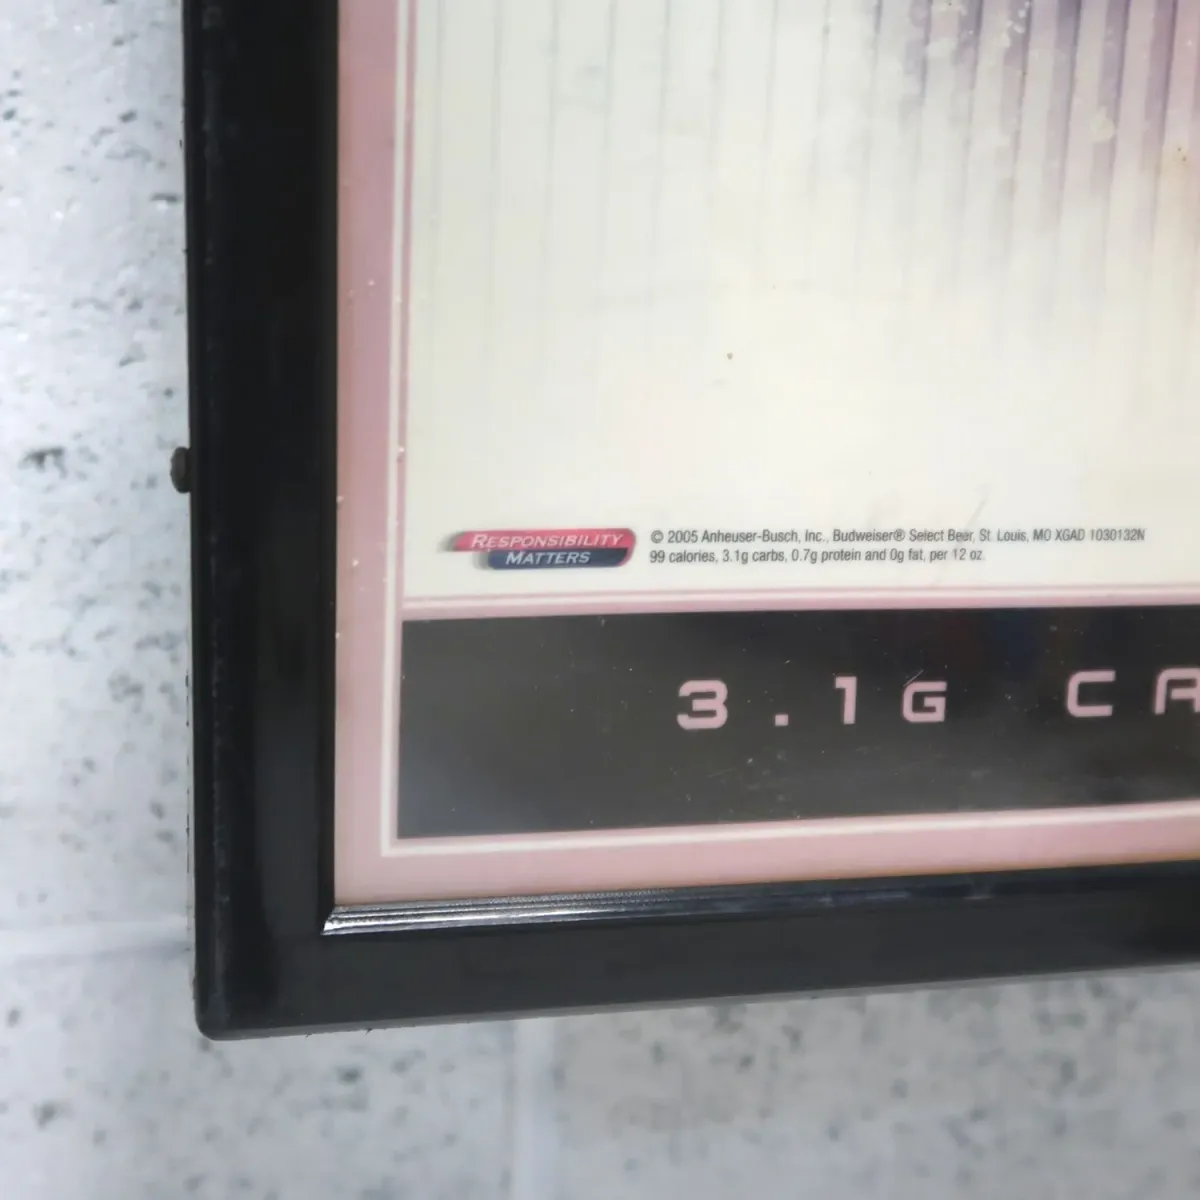 RESPONSIBILITY
MATTERS
© 2005 Anheuser-Busch, Inc., Budweiser® Select Bear, St. Louis, MO XGAD 1030132N
99 calories, 3.1g carbs, 0.7g protein and 0g fat, per 12 oz.
3.1G CA